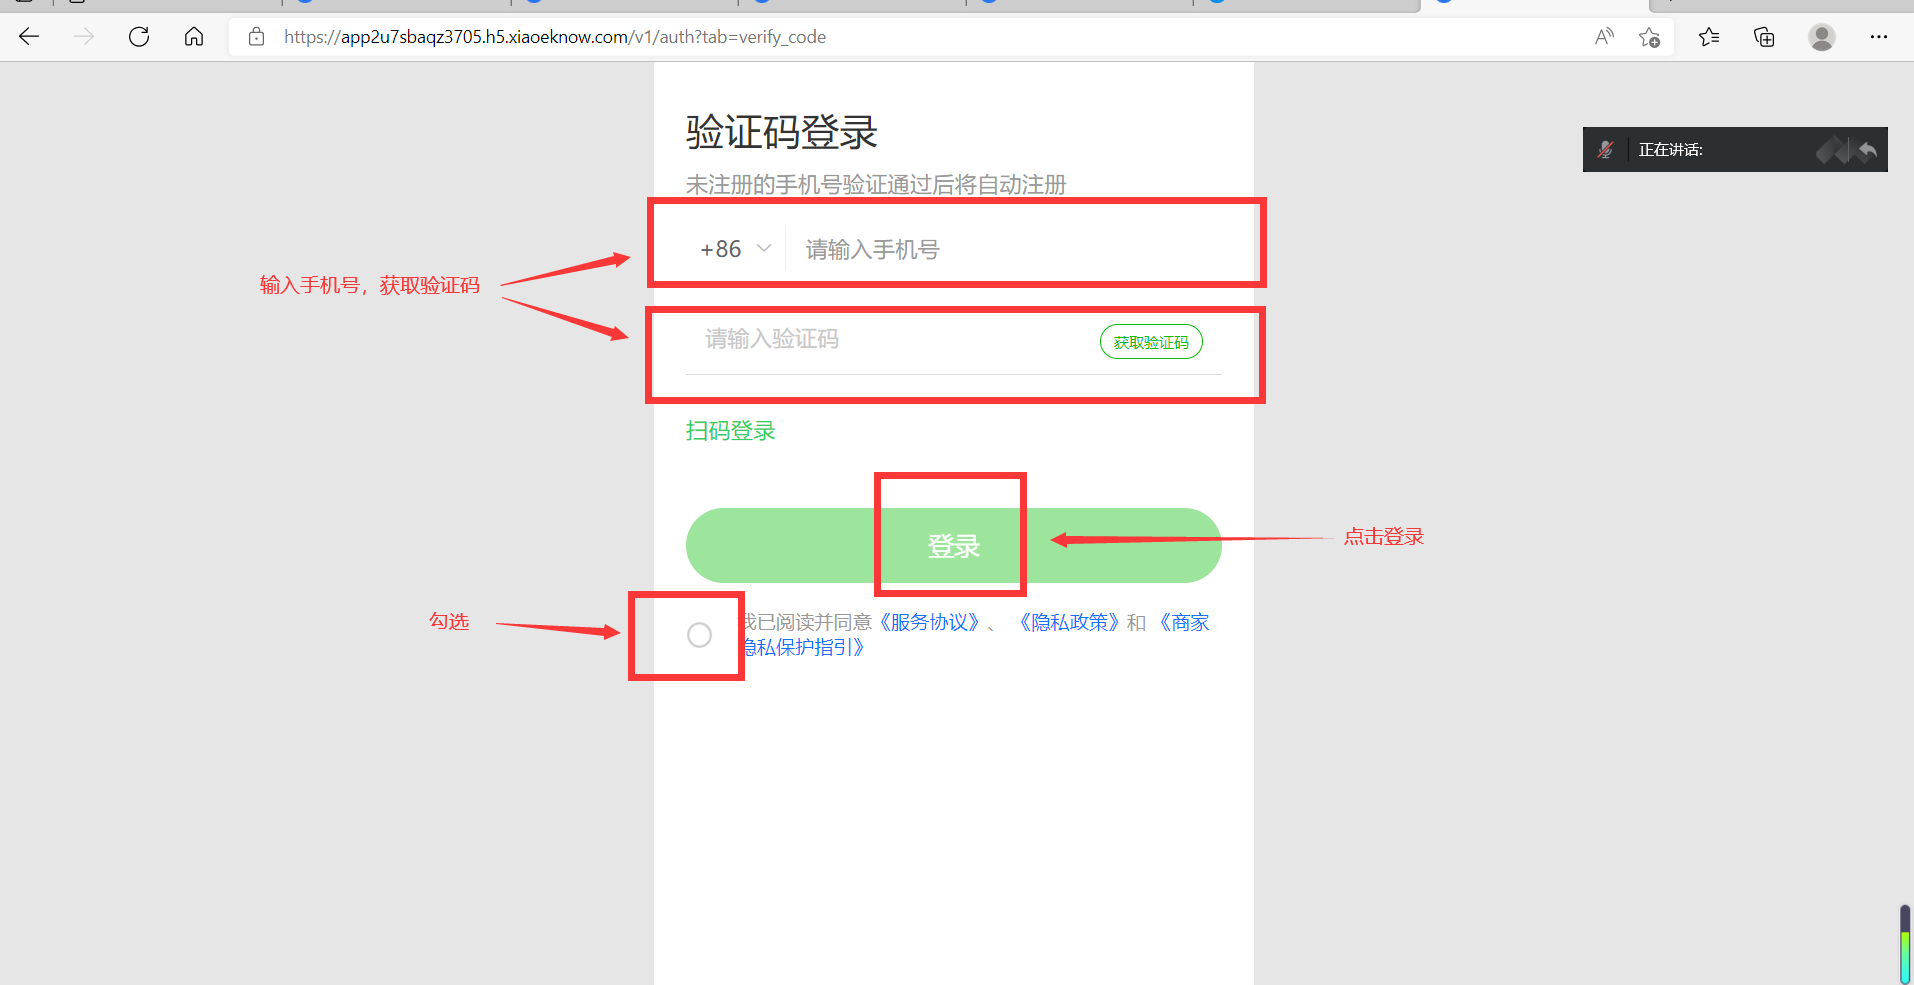 https://app2u7sbaqz3705.h5.xiaoeknow.com/v1/auth?tab=verify_code
验证码登录
正在讲话:
未注册的手机号验证通过后将自动注册
+86 请输入手机号
输入手机号，获取验证码
请输入验证码 获取验证码
扫码登录
登录
点击登录
勾选
我已阅读并同意《服务协议》、《隐私政策》和《商家
隐私保护指引》